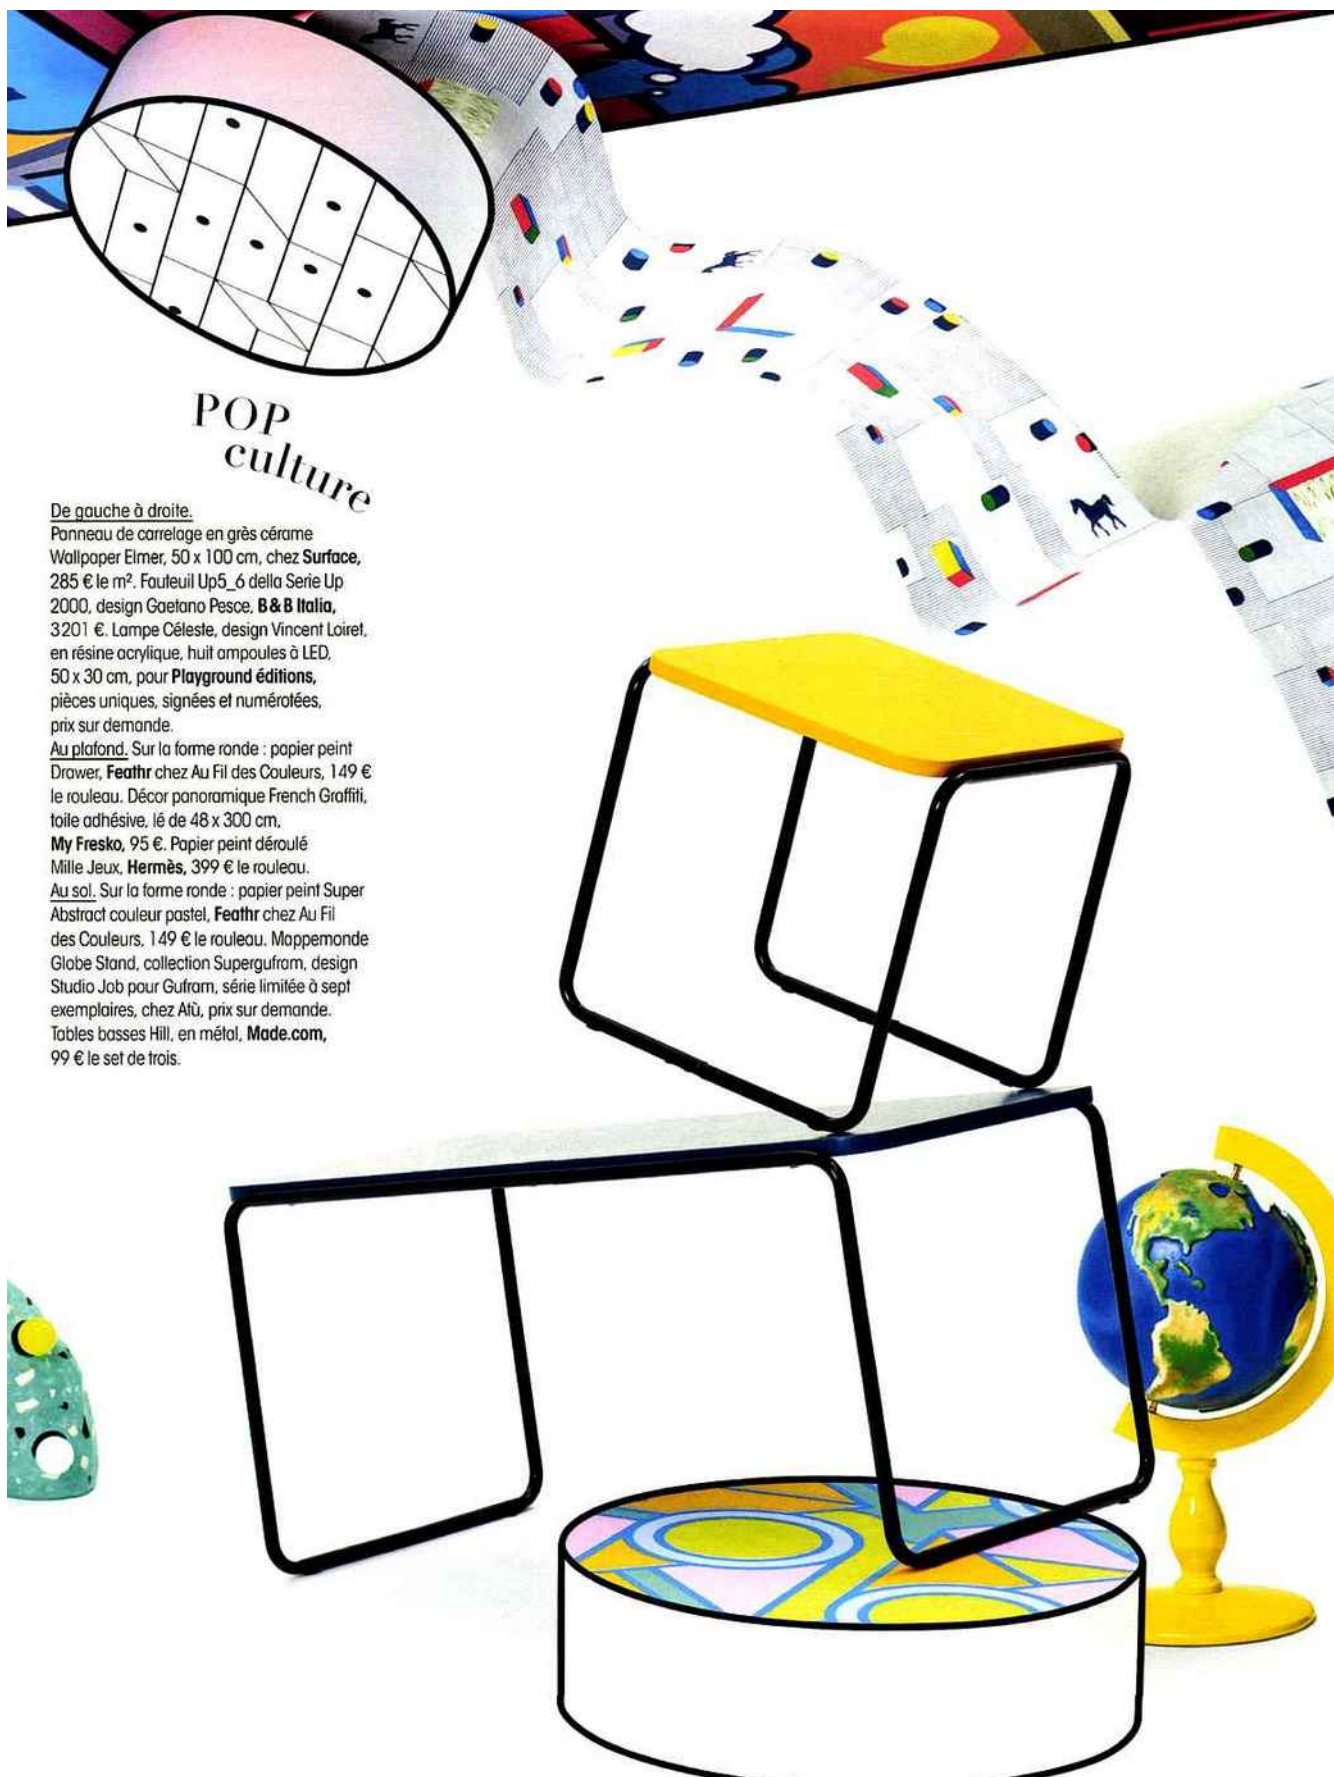 POP
culture
De gauche à droite.
Panneau de carrelage en grès cérame
Wallpaper Elmer, 50 x 100 cm, chez Surface,
285 € le m². Fauteuil Up5_6 della Serie Up
2000, design Gaetano Pesce, B & B Italia,
3201 €. Lampe Céleste, design Vincent Loiret,
en résine acrylique, huit ampoules à LED,
50 x 30 cm, pour Playground éditions,
pièces uniques, signées et numérotées,
prix sur demande.
Au plafond. Sur la forme ronde : papier peint
Drawer, Feathr chez Au Fil des Couleurs, 149 €
le rouleau. Décor panoramique French Graffiti,
toile adhésive, lé de 48 x 300 cm,
My Fresko, 95 €. Papier peint déroulé
Mille Jeux, Hermès, 399 € le rouleau.
Au sol. Sur la forme ronde : papier peint Super
Abstract couleur pastel, Feathr chez Au Fil
des Couleurs, 149 € le rouleau. Mappemonde
Globe Stand, collection Supergufram, design
Studio Job pour Gufram, série limitée à sept
exemplaires, chez Atù, prix sur demande.
Tables basses Hill, en métal, Made.com,
99 € le set de trois.